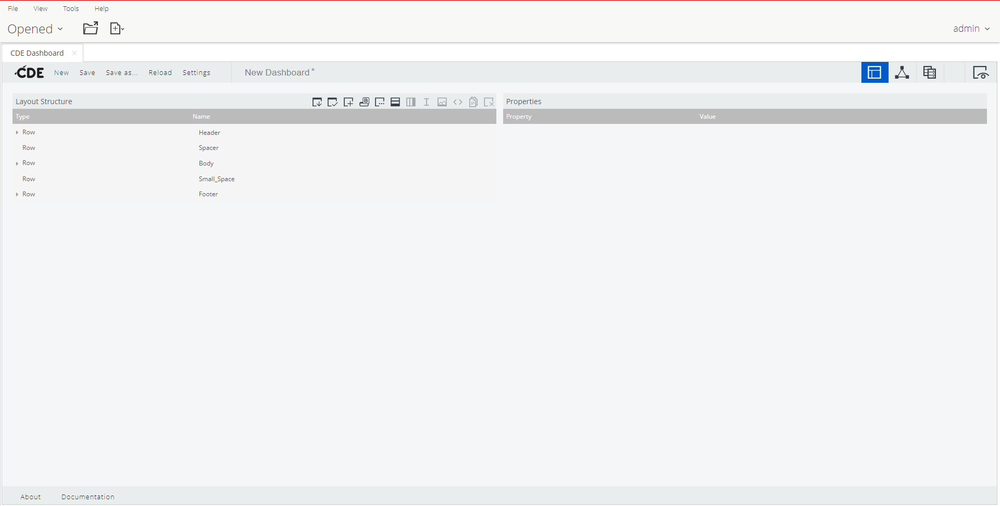 File View Tools Help
Opened
admin
CDE Dashboard
CDE New Save Save as... Reload Settings New Dashboard *
Layout Structure
B
Properties
Type Name
Property Value
Row Header
Row Spacer
Row Body
Row Small_Space
Row Footer
About Documentation